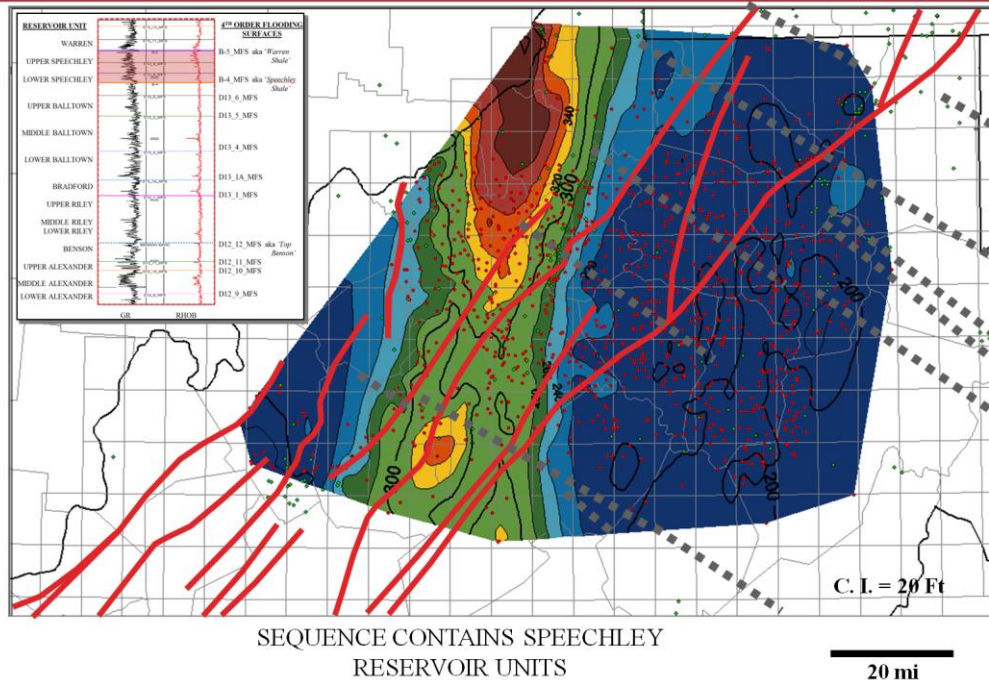 RESERVOIR UNIT
4TH ORDER FLOODING
SURFACES
WARREN
B-5_MFS aka 'Warren
Shale'
UPPER SPEECHLEY
LOWER SPEECHLEY
B-4_MFS aka 'Speechley
Shale'
D13_6_MFS
UPPER BALLTOWN
D13_5_MFS
MIDDLE BALLTOWN
D13_4_MFS
LOWER BALLTOWN
D13_1A_MFS
BRADFORD
D13_1_MFS
UPPER RILEY
MIDDLE RILEY
LOWER RILEY
D12_12_MFS aka 'Top
Benson'
BENSON
D12_11_MFS
UPPER ALEXANDER
D12_10_MFS
MIDDLE ALEXANDER
D12_9_MFS
LOWER ALEXANDER
GR
RHOB
340
320
300
200
300
200
C. I. = 20 Ft
SEQUENCE CONTAINS SPEECHLEY
RESERVOIR UNITS
20 mi